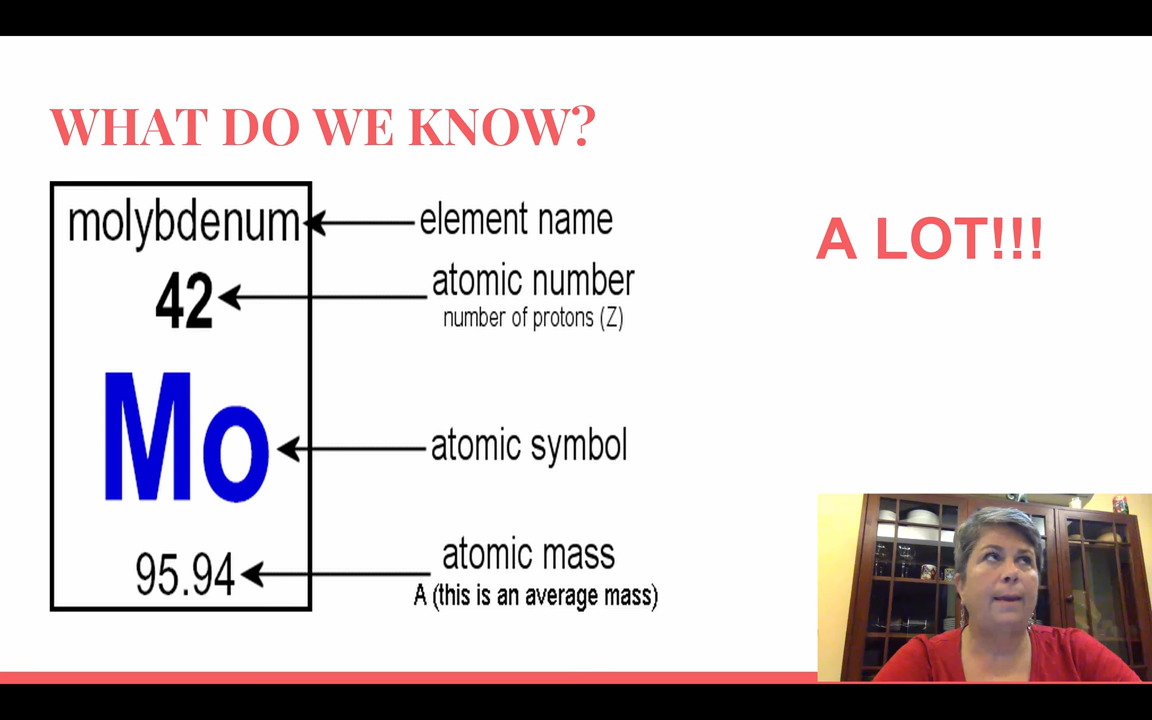 WHAT DO WE KNOW?
A LOT!!!
molybdenum
element name
42
atomic number
number of protons (Z)
Mo
atomic symbol
95.94
atomic mass
A (this is an average mass)